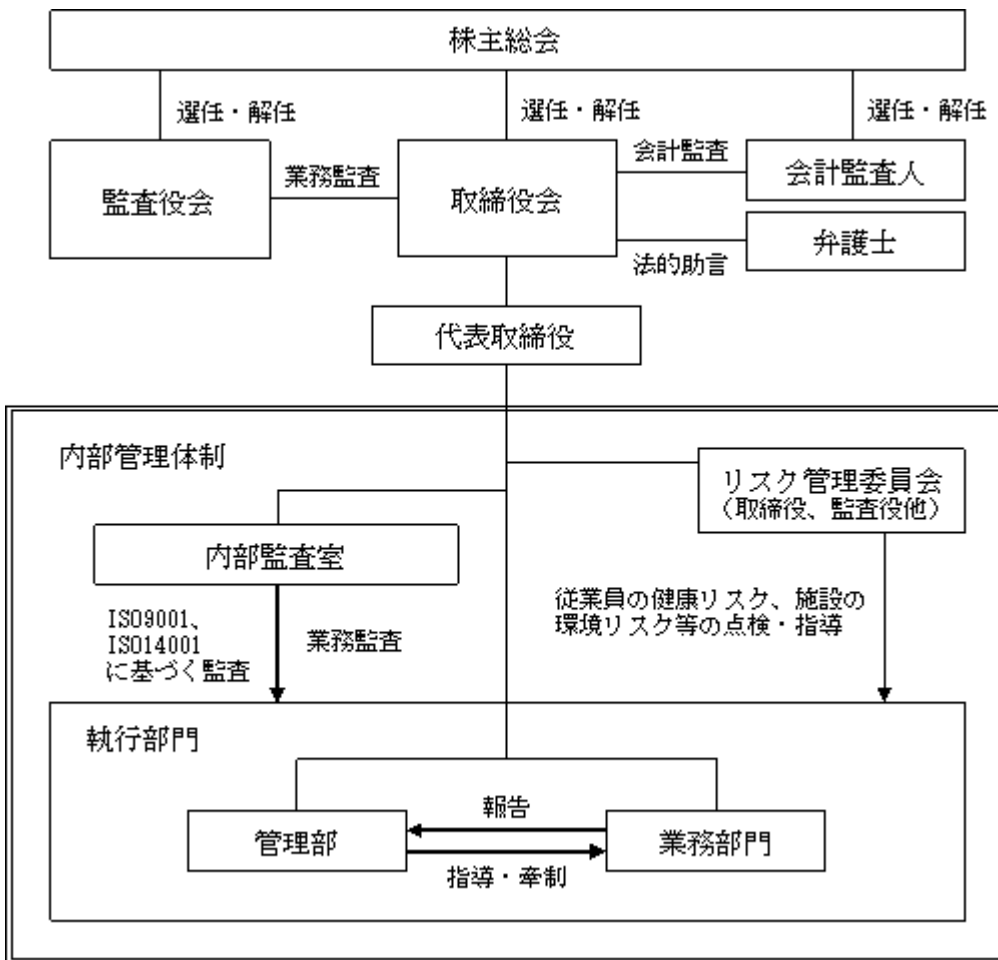 株主総会
選任・解任
選任・解任
選任・解任
監査役会
業務監査
取締役会
会計監査
会計監査人
弁護士
法的助言
代表取締役
内部管理体制
リスク管理委員会
（取締役、監査役他）
内部監査室
ISO9001、
ISO14001
に基づく監査
業務監査
従業員の健康リスク、施設の
環境リスク等の点検・指導
執行部門
報告
管理部
業務部門
指導・牽制